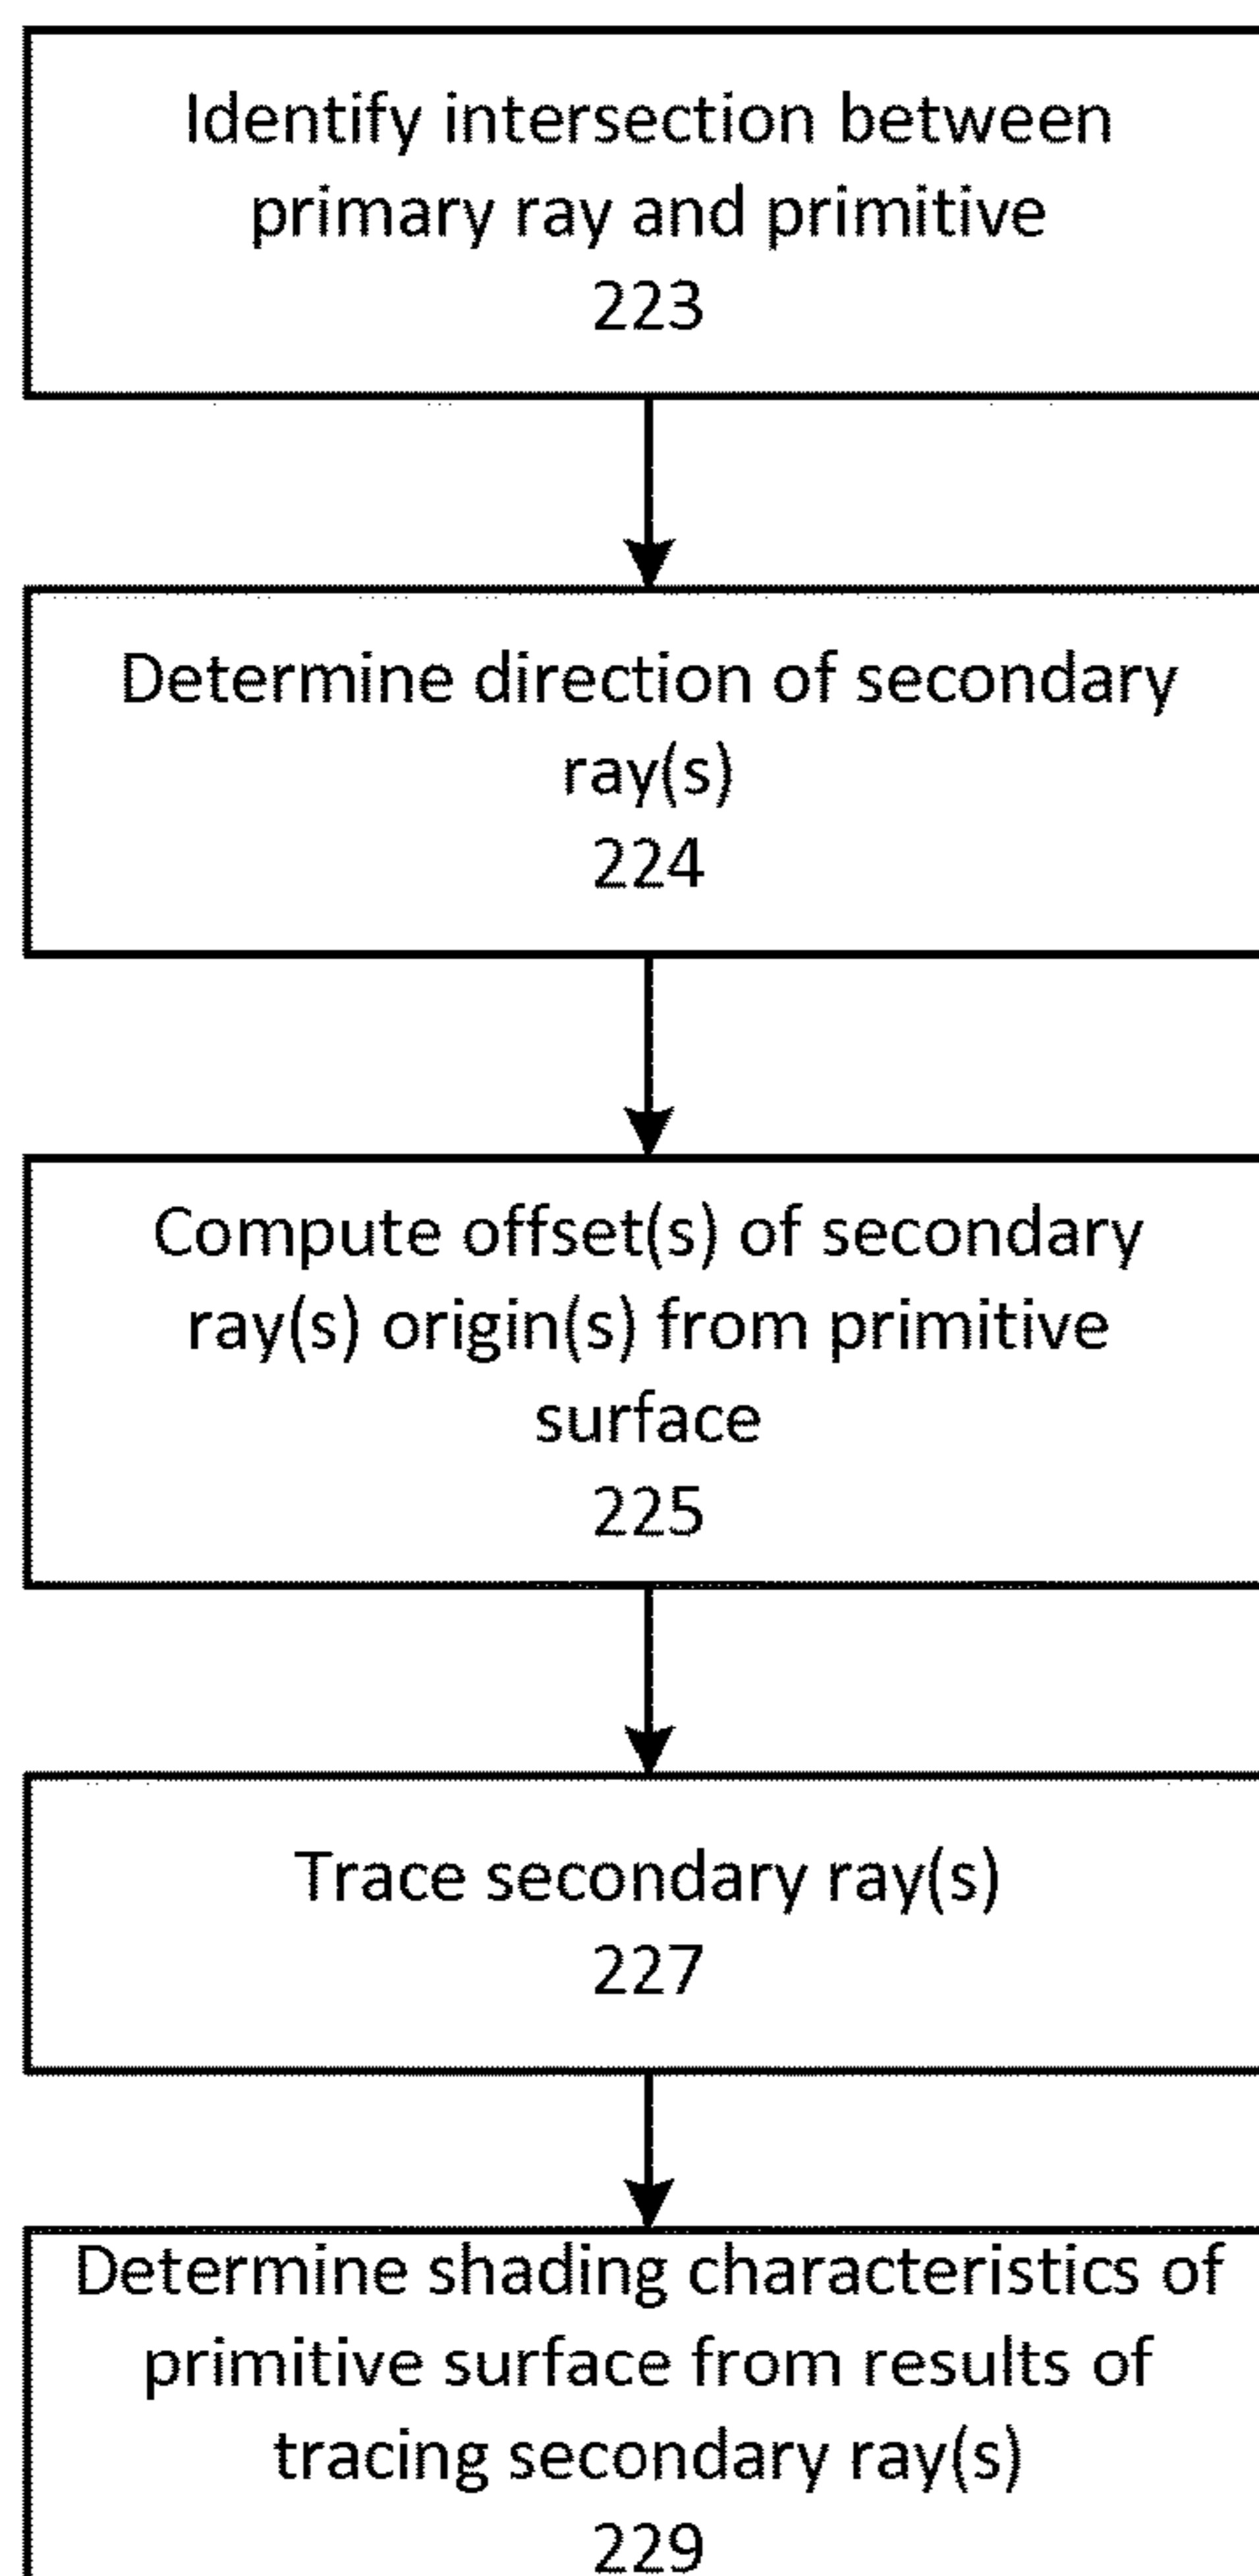 Identify intersection between
primary ray and primitive
223
Determine direction of secondary
ray(s)
224
Compute offset(s) of secondary
ray(s) origin(s) from primitive
surface
225
Trace secondary ray(s)
227
Determine shading characteristics of
primitive surface from results of
tracing secondary ray(s)
229